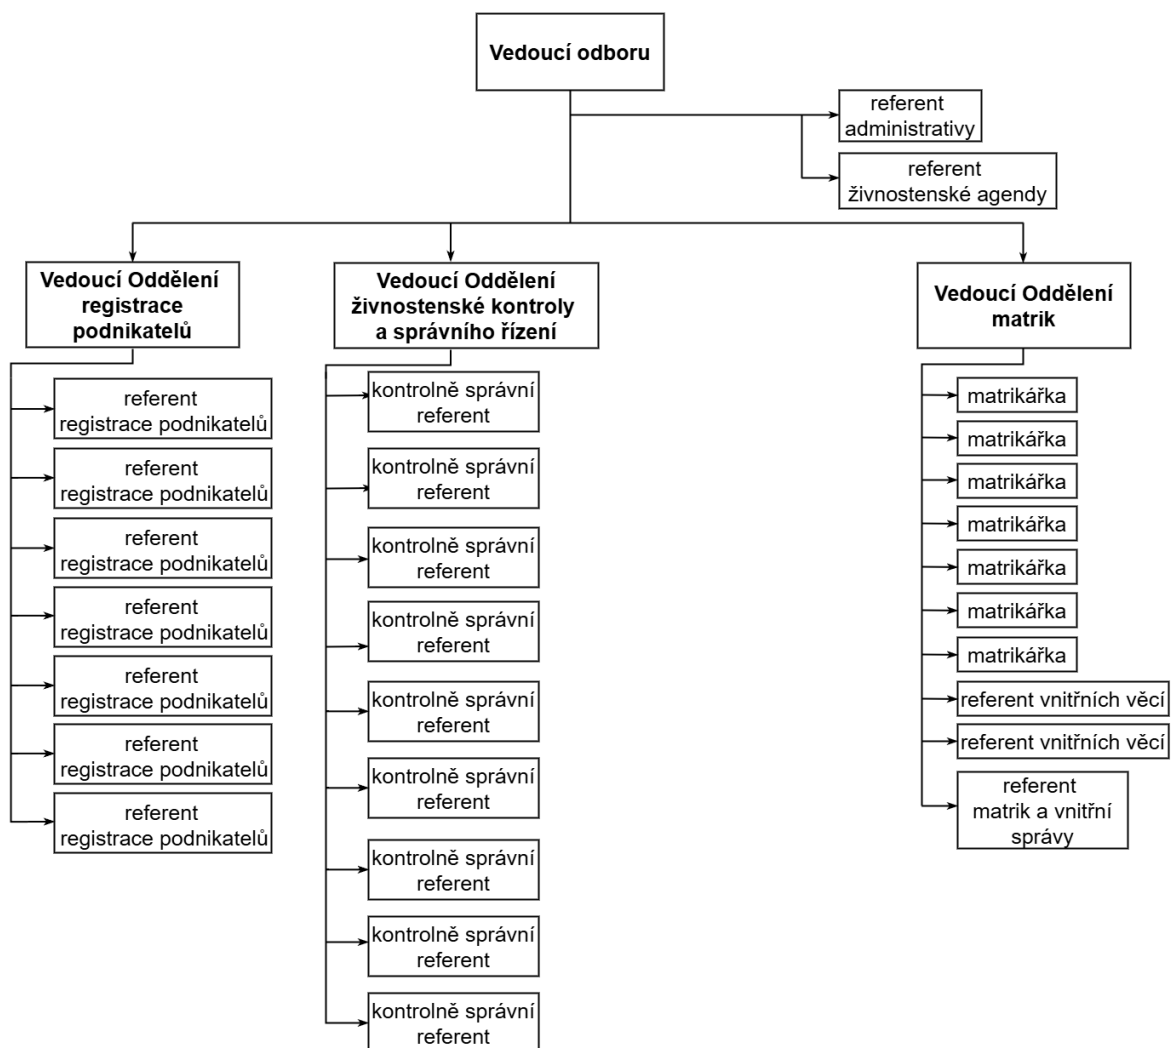 Vedoucí odboru
referent
administrativy
referent
živnostenské agendy
Vedoucí Oddělení
registrace
podnikatelů
referent
registrace podnikatelů
referent
registrace podnikatelů
referent
registrace podnikatelů
referent
registrace podnikatelů
referent
registrace podnikatelů
referent
registrace podnikatelů
referent
registrace podnikatelů
Vedoucí Oddělení
živnostenské kontroly
a správního řízení
kontrolně správní
referent
kontrolně správní
referent
kontrolně správní
referent
kontrolně správní
referent
kontrolně správní
referent
kontrolně správní
referent
kontrolně správní
referent
kontrolně správní
referent
kontrolně správní
referent
Vedoucí Oddělení
matrik
matrikářka
matrikářka
matrikářka
matrikářka
matrikářka
matrikářka
matrikářka
referent vnitřních věcí
referent vnitřních věcí
referent
matrik a vnitřní
správy